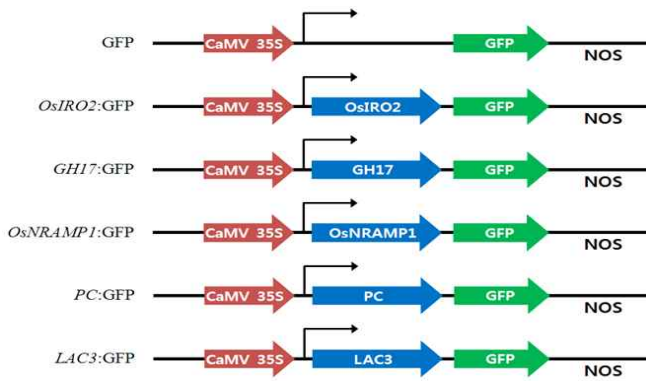 GFP CaMV 35S GFP NOS
OsIRO2:GFP CaMV 35S OsIRO2 GFP NOS
GH17:GFP CaMV 35S GH17 GFP NOS
OsNRAMP1:GFP CaMV 35S OsNRAMP1 GFP NOS
PC:GFP CaMV 35S PC GFP NOS
LAC3:GFP CaMV 35S LAC3 GFP NOS